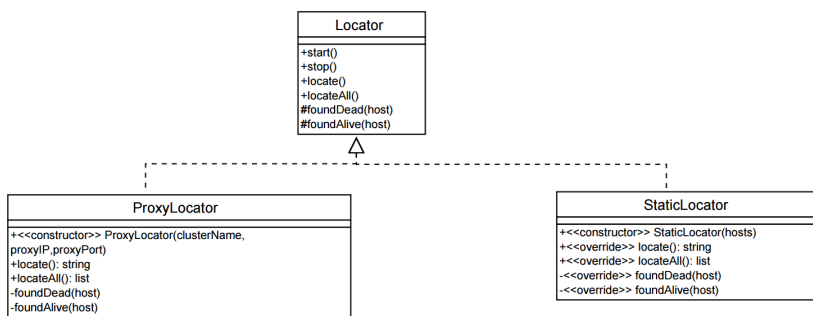 Locator
+start()
+stop()
+locate()
+locateAll()
#foundDead(host)
#foundAlive(host)
ProxyLocator
+<<constructor>> ProxyLocator(clusterName,
proxyIP,proxyPort)
+locate(): string
+locateAll(): list
-foundDead(host)
-foundAlive(host)
StaticLocator
+<<constructor>> StaticLocator(hosts)
+<<override>> locate(): string
+<<override>> locateAll(): list
-<<override>> foundDead(host)
-<<override>> foundAlive(host)